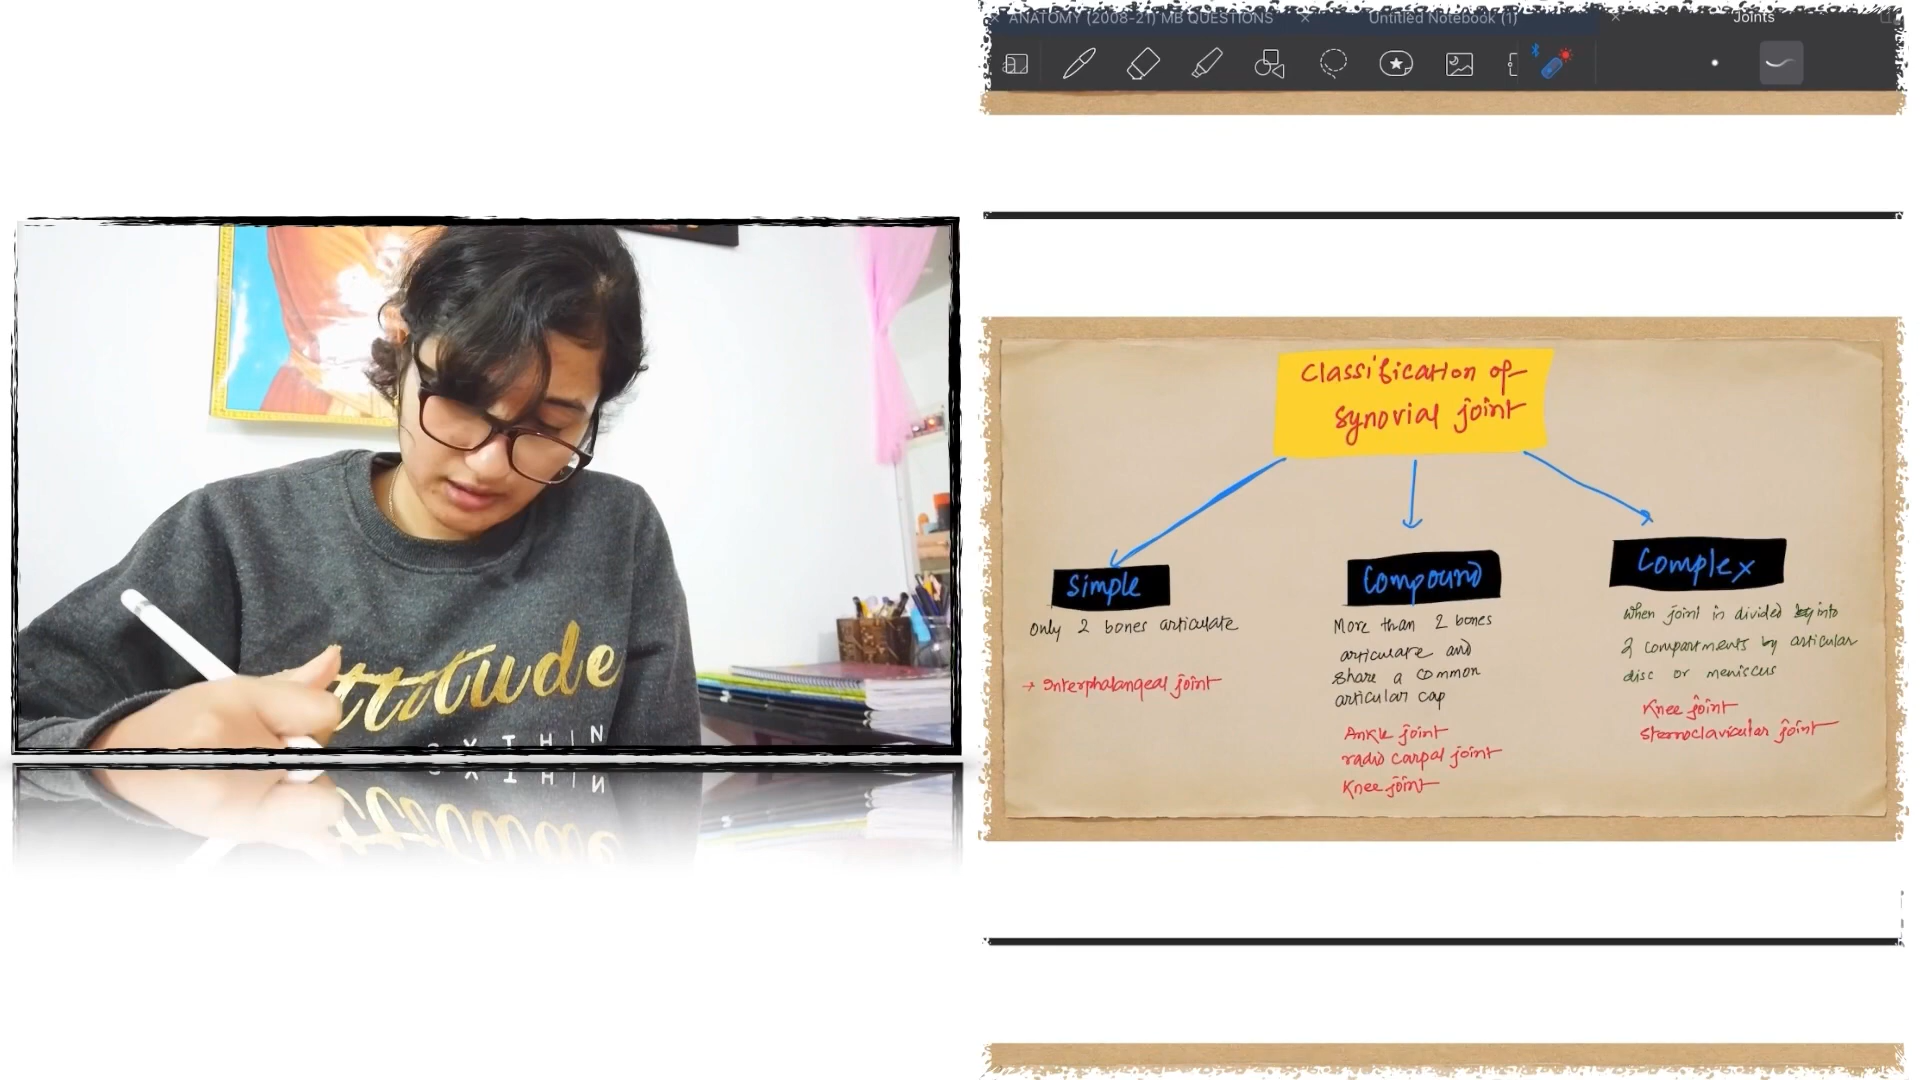 ANATOMY (2008-21) MB QUESTIONS
Untitled Notebook (1)
Joints
Classification of
synovial joint
Simple
Only 2 bones articulate
→ Interphalangeal joint
Compound
More than 2 bones
articulate and
share a common
articular cap
Ankle joint
radio carpal joint
Knee joint
Complex
When joint is divided into
2 compartments by articular
disc or meniscus
Knee joint
sternoclavicular joint
ttitude
X T H I N